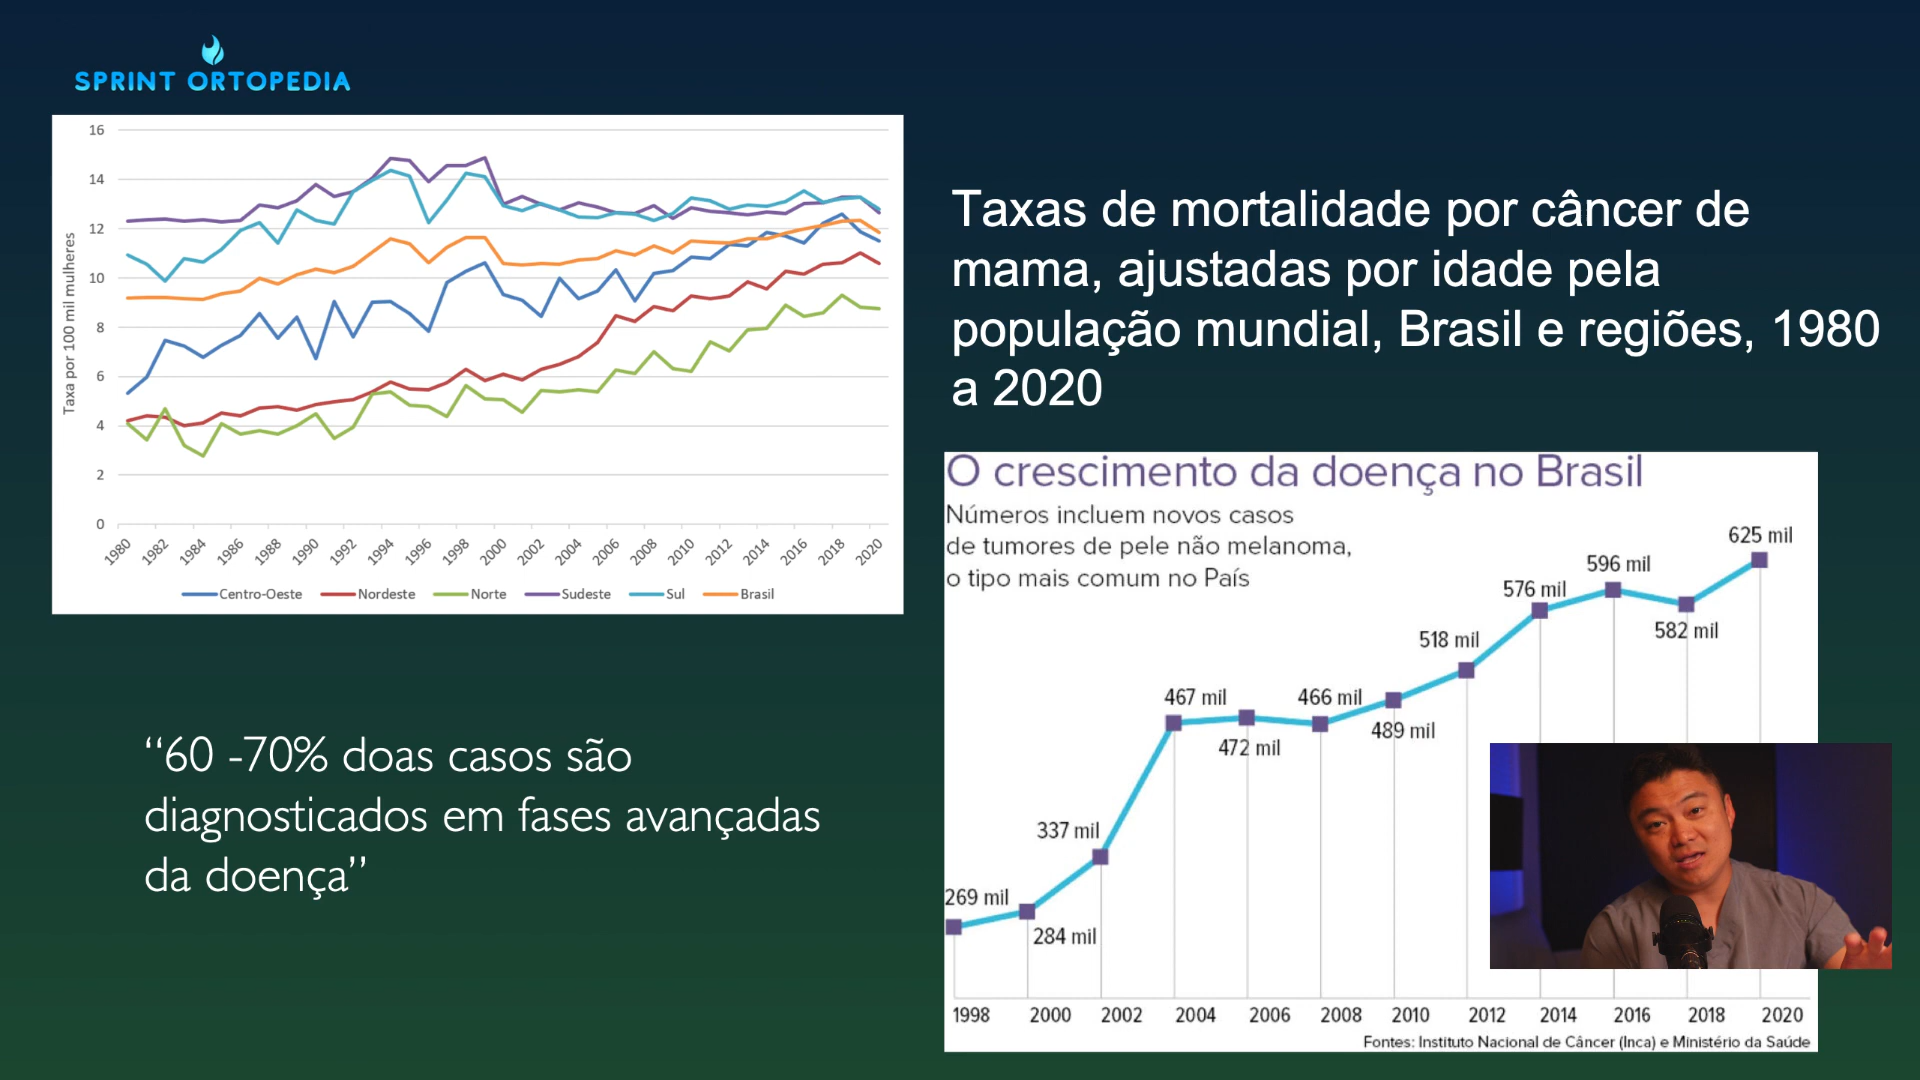 SPRINT ORTOPEDIA
16
14
12
10
8
6
4
2
0
Taxa por 100 mil mulheres
1980
1982
1984
1986
1988
1990
1992
1994
1996
1998
2000
2002
2004
2006
2008
2010
2012
2014
2016
2018
2020
Centro-Oeste
Nordeste
Norte
Sudeste
Sul
Brasil
Taxas de mortalidade por câncer de
mama, ajustadas por idade pela
população mundial, Brasil e regiões, 1980
a 2020
“60 -70% doas casos são
diagnosticados em fases avançadas
da doença”
O crescimento da doença no Brasil
Números incluem novos casos
de tumores de pele não melanoma,
o tipo mais comum no País
269 mil
284 mil
337 mil
467 mil
472 mil
466 mil
489 mil
518 mil
576 mil
596 mil
582 mil
625 mil
1998
2000
2002
2004
2006
2008
2010
2012
2014
2016
2018
2020
Fontes: Instituto Nacional de Câncer (Inca) e Ministério da Saúde